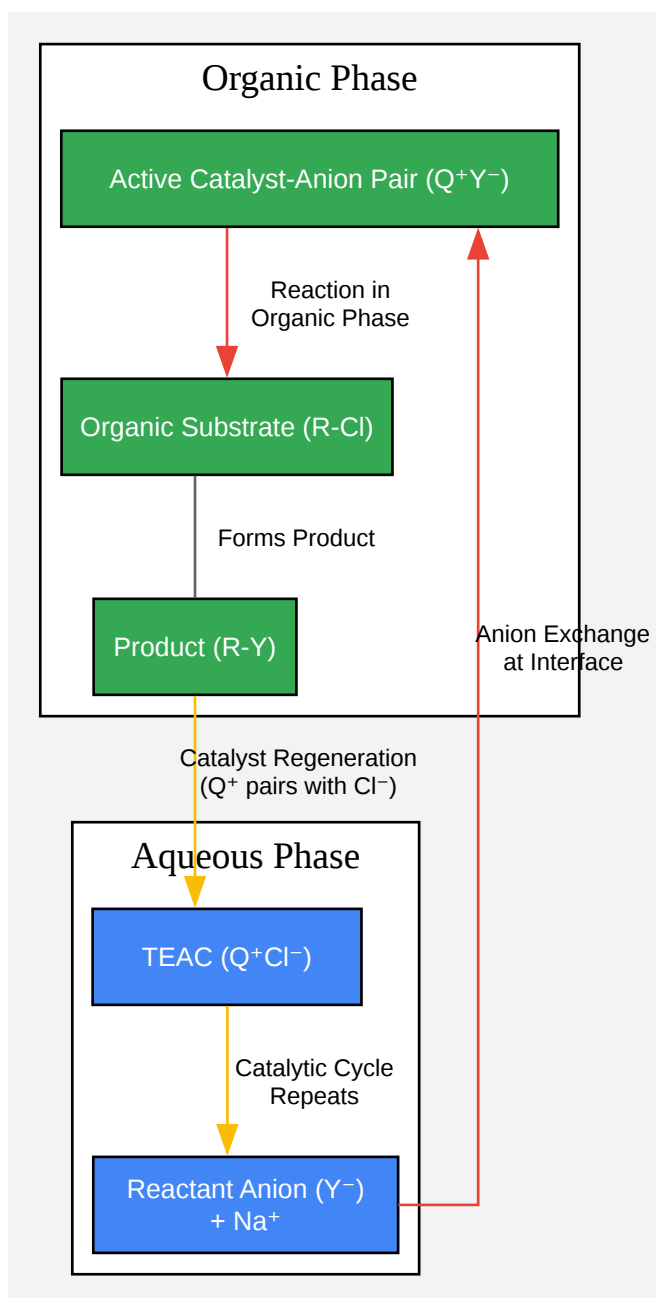 Organic Phase
Active Catalyst-Anion Pair (Q⁺Y⁻)
Reaction in
Organic Phase
Organic Substrate (R-Cl)
Forms Product
Product (R-Y)
Anion Exchange
at Interface
Catalyst Regeneration
(Q⁺ pairs with Cl⁻)
Aqueous Phase
TEAC (Q⁺Cl⁻)
Catalytic Cycle
Repeats
Reactant Anion (Y⁻)
+ Na⁺